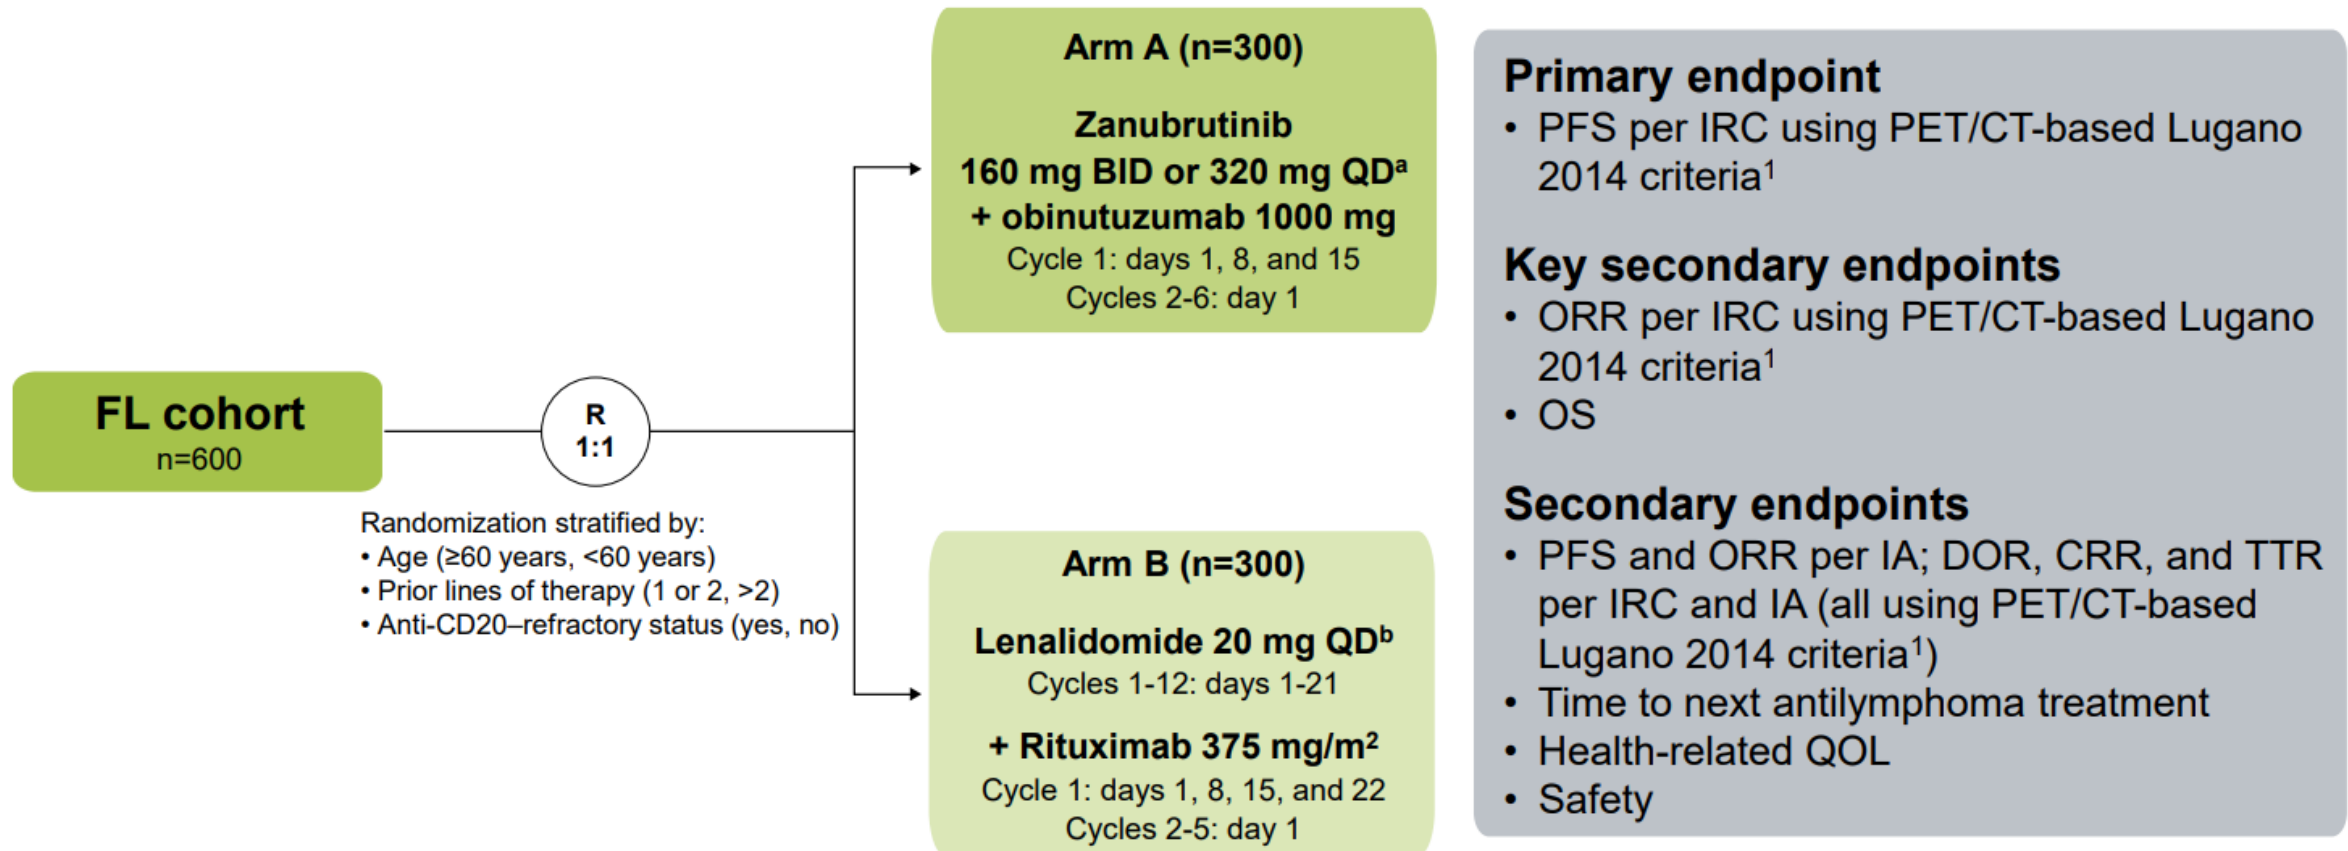 FL cohort
n=600
R
1:1
Randomization stratified by:
• Age (≥60 years, <60 years)
• Prior lines of therapy (1 or 2, >2)
• Anti-CD20–refractory status (yes, no)
Arm A (n=300)
Zanubrutinib
160 mg BID or 320 mg QDᵃ
+ obinutuzumab 1000 mg
Cycle 1: days 1, 8, and 15
Cycles 2-6: day 1
Arm B (n=300)
Lenalidomide 20 mg QDᵇ
Cycles 1-12: days 1-21
+ Rituximab 375 mg/m²
Cycle 1: days 1, 8, 15, and 22
Cycles 2-5: day 1
Primary endpoint
• PFS per IRC using PET/CT-based Lugano
2014 criteria¹
Key secondary endpoints
• ORR per IRC using PET/CT-based Lugano
2014 criteria¹
• OS
Secondary endpoints
• PFS and ORR per IA; DOR, CRR, and TTR
per IRC and IA (all using PET/CT-based
Lugano 2014 criteria¹)
• Time to next antilymphoma treatment
• Health-related QOL
• Safety